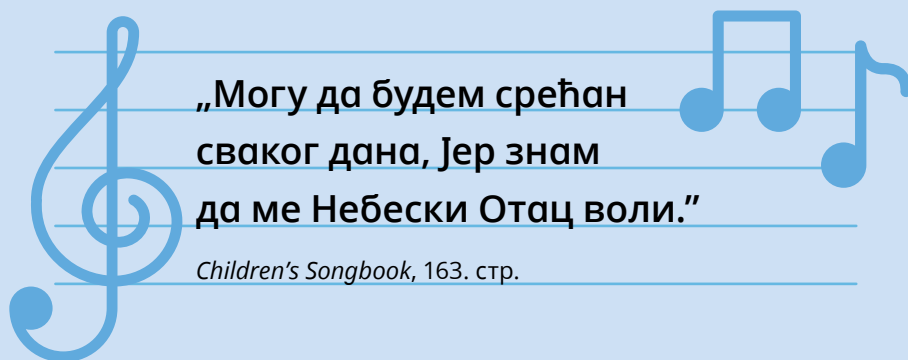 „Могу да будем срећан
сваког дана, Јер знам
да ме Небески Отац воли.”
Children’s Songbook, 163. стр.